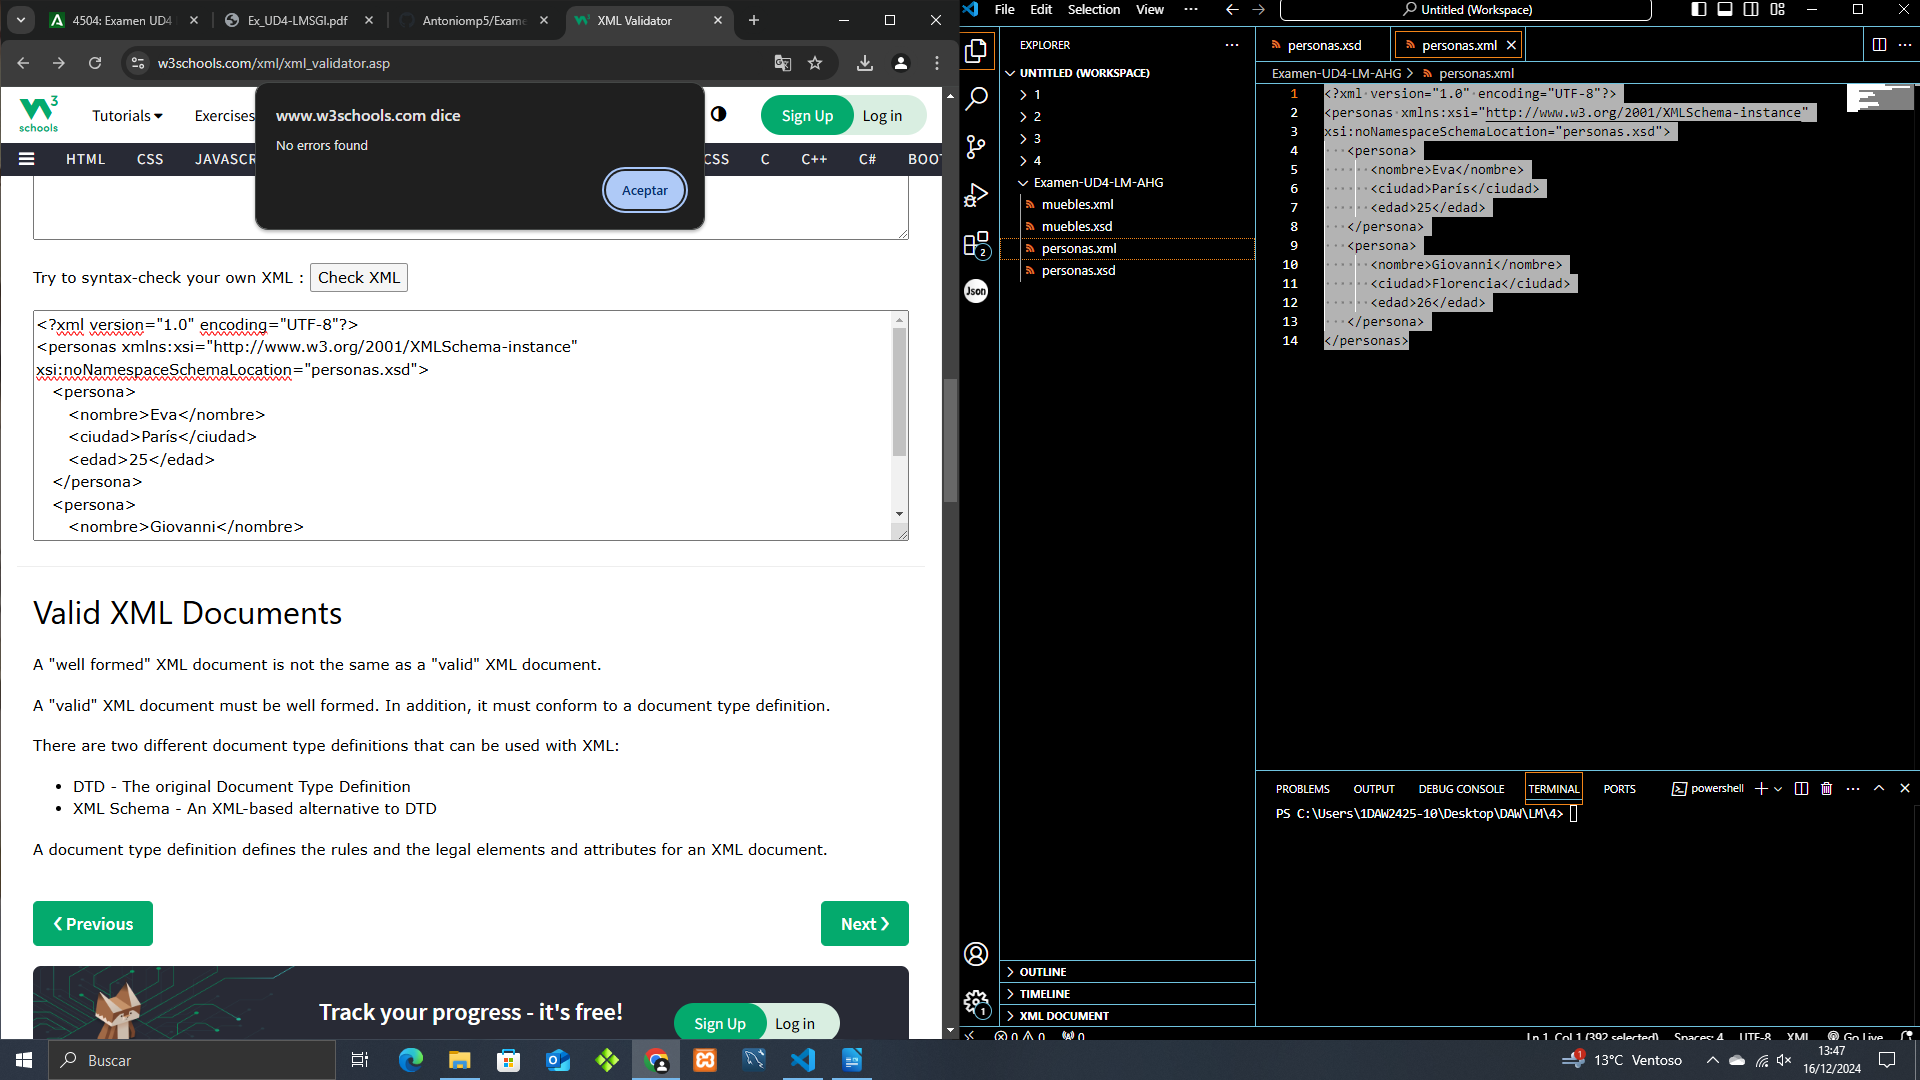 4504: Examen UD4
Ex_UD4-LMSGI.pdf
Antoniomp5/Exame
XML Validator
w3schools.com/xml/xml_validator.asp
schools
Tutorials
Exercises
Sign Up
Log in
HTML
CSS
JAVASCR
CSS
C
C++
C#
BOOT
www.w3schools.com dice
No errors found
Aceptar
Try to syntax-check your own XML :
Check XML
<?xml version="1.0" encoding="UTF-8"?>
<personas xmlns:xsi="http://www.w3.org/2001/XMLSchema-instance"
xsi:noNamespaceSchemaLocation="personas.xsd">
<persona>
<nombre>Eva</nombre>
<ciudad>París</ciudad>
<edad>25</edad>
</persona>
<persona>
<nombre>Giovanni</nombre>
Valid XML Documents
A "well formed" XML document is not the same as a "valid" XML document.
A "valid" XML document must be well formed. In addition, it must conform to a document type definition.
There are two different document type definitions that can be used with XML:
• DTD - The original Document Type Definition
• XML Schema - An XML-based alternative to DTD
A document type definition defines the rules and the legal elements and attributes for an XML document.
❮ Previous
Next ❯
Track your progress - it's free!
Sign Up
Log in
File Edit Selection View ···
Untitled (Workspace)
EXPLORER
UNTITLED (WORKSPACE)
1
2
3
4
Examen-UD4-LM-AHG
muebles.xml
muebles.xsd
personas.xml
personas.xsd
2
Json
1
OUTLINE
TIMELINE
XML DOCUMENT
personas.xsd
personas.xml
Examen-UD4-LM-AHG > personas.xml
1 <?xml version="1.0" encoding="UTF-8"?>
2 <personas xmlns:xsi="http://www.w3.org/2001/XMLSchema-instance"
3 xsi:noNamespaceSchemaLocation="personas.xsd">
4 <persona>
5 <nombre>Eva</nombre>
6 <ciudad>París</ciudad>
7 <edad>25</edad>
8 </persona>
9 <persona>
10 <nombre>Giovanni</nombre>
11 <ciudad>Florencia</ciudad>
12 <edad>26</edad>
13 </persona>
14 </personas>
PROBLEMS OUTPUT DEBUG CONSOLE TERMINAL PORTS
powershell
PS C:\Users\1DAW2425-10\Desktop\DAW\LM\4>
0 0 0
Ln 1, Col 1 (392 selected) Spaces: 4 UTF-8 XML Go Live
Buscar
1
13°C Ventoso
13:47
16/12/2024